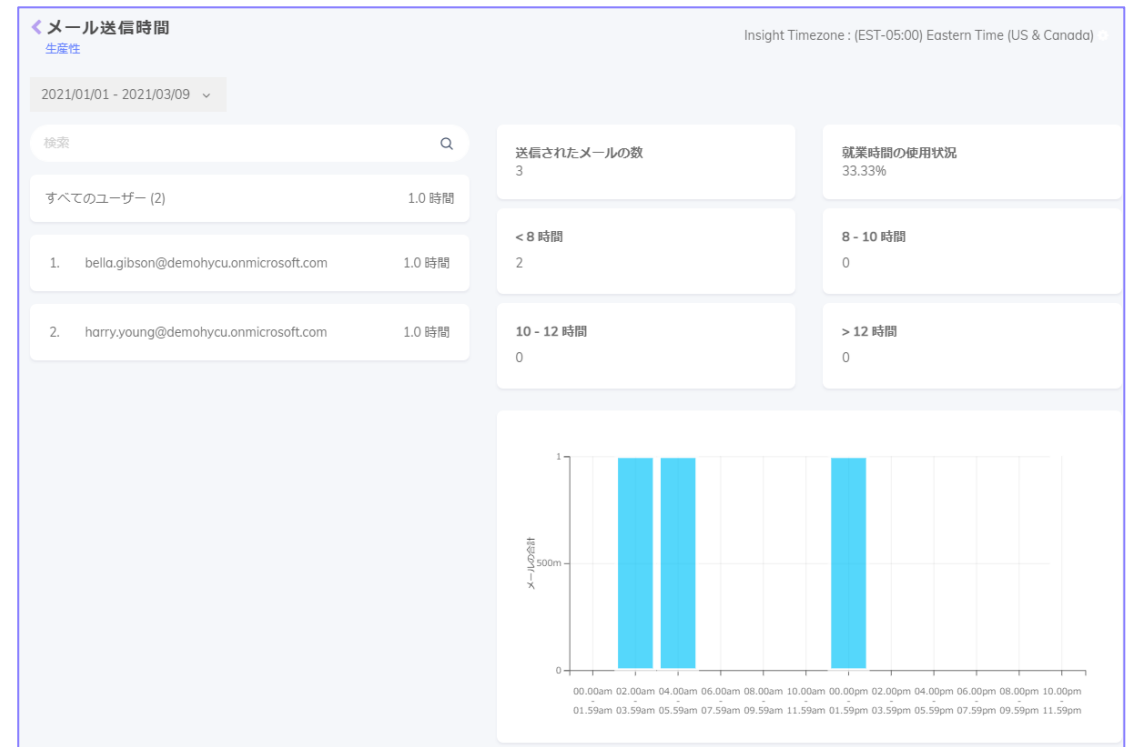 メール送信時間
生産性
Insight Timezone : (EST-05:00) Eastern Time (US & Canada)
2021/01/01 - 2021/03/09
検索
すべてのユーザー (2) 1.0 時間
1. bella.gibson@demohycu.onmicrosoft.com 1.0 時間
2. harry.young@demohycu.onmicrosoft.com 1.0 時間
送信されたメールの数
3
就業時間の使用状況
33.33%
< 8 時間
2
8 - 10 時間
0
10 - 12 時間
0
> 12 時間
0
メールの合計
1
500m
0
00.00am 02.00am 04.00am 06.00am 08.00am 10.00am 00.00pm 02.00pm 04.00pm 06.00pm 08.00pm 10.00pm
- - - - - - - - - - - -
01.59am 03.59am 05.59am 07.59am 09.59am 11.59am 01.59pm 03.59pm 05.59pm 07.59pm 09.59pm 11.59pm